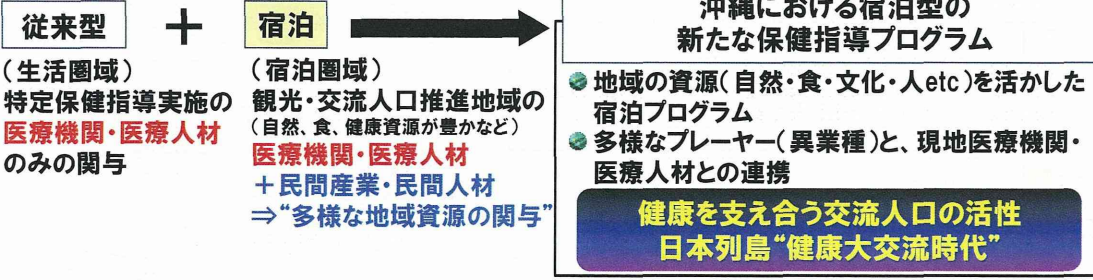 従来型
+
宿泊
(生活圏域)
特定保健指導実施の
医療機関・医療人材
のみの関与
(宿泊圏域)
観光・交流人口推進地域の
(自然、食、健康資源が豊かなど)
医療機関・医療人材
+民間産業・民間人材
⇒“多様な地域資源の関与”
沖縄における宿泊型の
新たな保健指導プログラム
地域の資源(自然・食・文化・人etc)を活かした
宿泊プログラム
多様なプレーヤー(異業種)と、現地医療機関・
医療人材との連携
健康を支え合う交流人口の活性
日本列島“健康大交流時代”